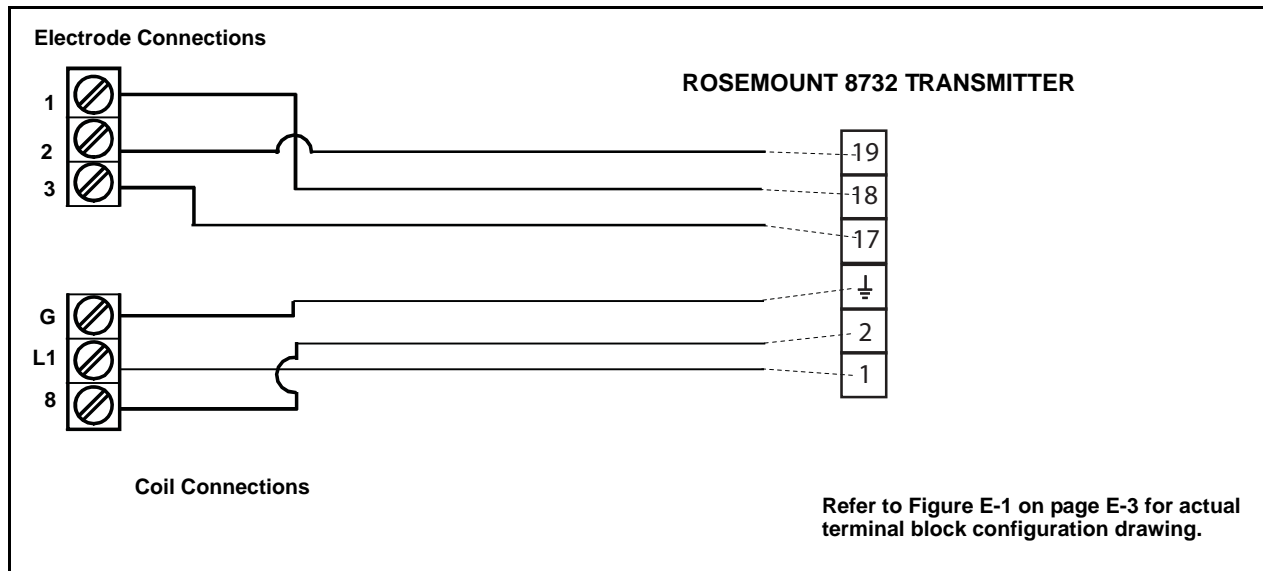 Electrode Connections
ROSEMOUNT 8732 TRANSMITTER
1
2
3
19
18
17
G
L1
8
2
1
Coil Connections
Refer to Figure E-1 on page E-3 for actual
terminal block configuration drawing.